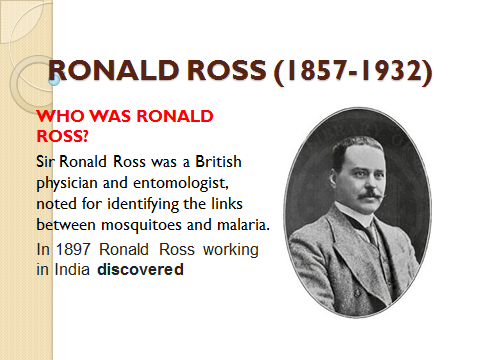 RONALD ROSS (1857-1932)
WHO WAS RONALD
ROSS?
Sir Ronald Ross was a British
physician and entomologist,
noted for identifying the links
between mosquitoes and malaria.
In 1897 Ronald Ross working
in India discovered